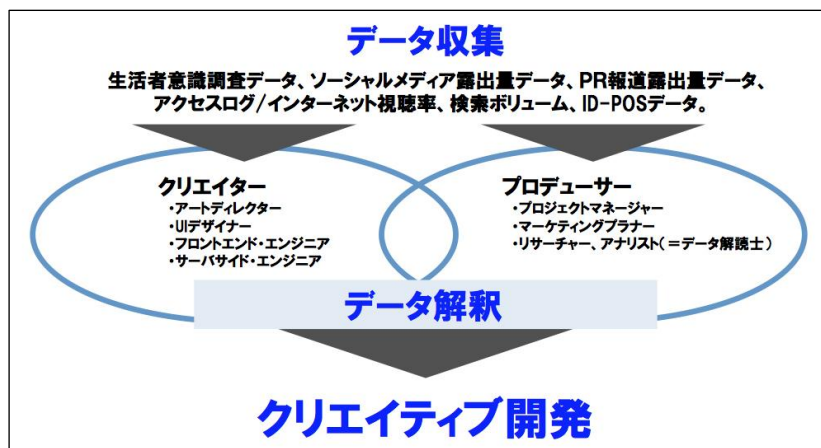 データ収集
生活者意識調査データ、ソーシャルメディア露出量データ、PR報道露出量データ、
アクセスログ/インターネット視聴率、検索ボリューム、ID-POSデータ。
クリエイター
・アートディレクター
・UIデザイナー
・フロントエンド・エンジニア
・サーバサイド・エンジニア
プロデューサー
・プロジェクトマネージャー
・マーケティングプラナー
・リサーチャー、アナリスト(=データ解読士)
データ解釈
クリエイティブ開発